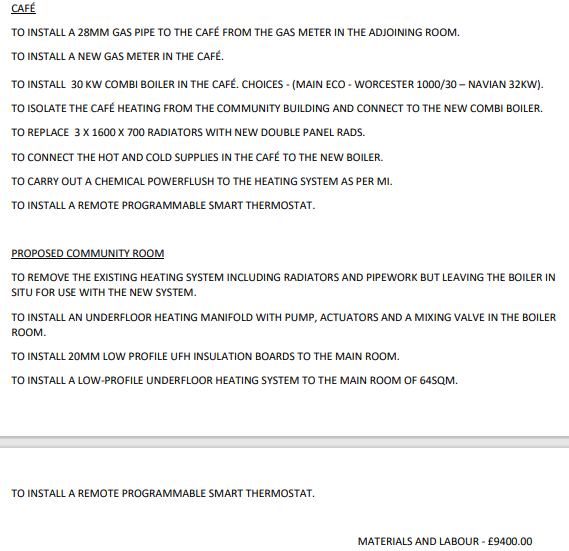 CAFÉ
TO INSTALL A 28MM GAS PIPE TO THE CAFÉ FROM THE GAS METER IN THE ADJOINING ROOM.
TO INSTALL A NEW GAS METER IN THE CAFÉ.
TO INSTALL 30 KW COMBI BOILER IN THE CAFÉ. CHOICES - (MAIN ECO - WORCESTER 1000/30 – NAVIAN 32KW).
TO ISOLATE THE CAFÉ HEATING FROM THE COMMUNITY BUILDING AND CONNECT TO THE NEW COMBI BOILER.
TO REPLACE 3 X 1600 X 700 RADIATORS WITH NEW DOUBLE PANEL RADS.
TO CONNECT THE HOT AND COLD SUPPLIES IN THE CAFÉ TO THE NEW BOILER.
TO CARRY OUT A CHEMICAL POWERFLUSH TO THE HEATING SYSTEM AS PER MI.
TO INSTALL A REMOTE PROGRAMMABLE SMART THERMOSTAT.
PROPOSED COMMUNITY ROOM
TO REMOVE THE EXISTING HEATING SYSTEM INCLUDING RADIATORS AND PIPEWORK BUT LEAVING THE BOILER IN
SITU FOR USE WITH THE NEW SYSTEM.
TO INSTALL AN UNDERFLOOR HEATING MANIFOLD WITH PUMP, ACTUATORS AND A MIXING VALVE IN THE BOILER
ROOM.
TO INSTALL 20MM LOW PROFILE UFH INSULATION BOARDS TO THE MAIN ROOM.
TO INSTALL A LOW-PROFILE UNDERFLOOR HEATING SYSTEM TO THE MAIN ROOM OF 64SQM.
TO INSTALL A REMOTE PROGRAMMABLE SMART THERMOSTAT.
MATERIALS AND LABOUR - £9400.00